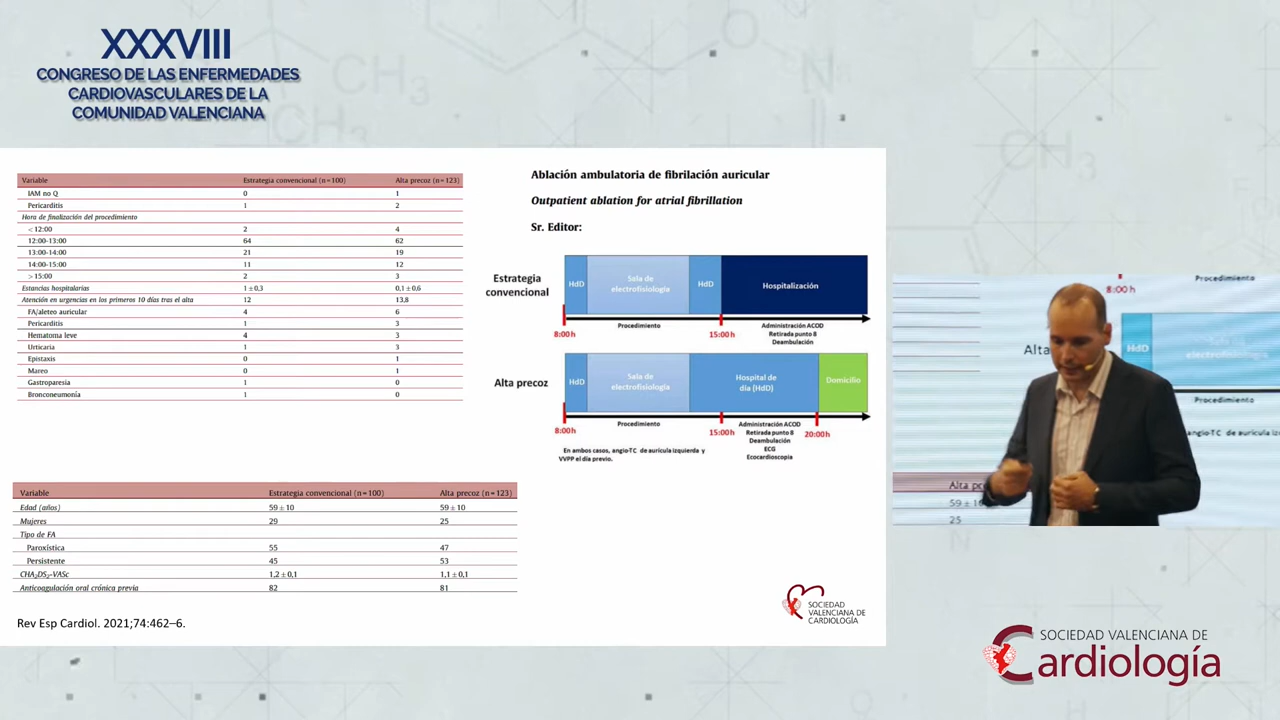 XXXVIII
CONGRESO DE LAS ENFERMEDADES
CARDIOVASCULARES DE LA
COMUNIDAD VALENCIANA
Variable Estrategia convencional (n=100) Alta precoz (n=123)
IAM no Q 0 1
Pericarditis 1 2
Hora de finalización del procedimiento
< 12:00 2 4
12:00-13:00 64 62
13:00-14:00 21 19
14:00-15:00 11 12
> 15:00 2 3
Estancias hospitalarias 1 ± 0,3 0,1 ± 0,6
Atención en urgencias en los primeros 10 días tras el alta 12 13,8
FA/aleteo auricular 4 6
Pericarditis 1 3
Hematoma leve 4 3
Urticaria 1 3
Epistaxis 0 1
Mareo 0 1
Gastroparesia 1 0
Bronconeumonía 1 0
Variable Estrategia convencional (n=100) Alta precoz (n=123)
Edad (años) 59 ± 10 59 ± 10
Mujeres 29 25
Tipo de FA
Paroxística 55 47
Persistente 45 53
CHA₂DS₂-VASc 1,2 ± 0,1 1,1 ± 0,1
Anticoagulación oral crónica previa 82 81
Rev Esp Cardiol. 2021;74:462–6.
Ablación ambulatoria de fibrilación auricular
Outpatient ablation for atrial fibrillation
Sr. Editor:
Estrategia
convencional
HdD
Sala de
electrofisiología
HdD
Hospitalización
8:00 h
Procedimiento
15:00 h
Administración ACOD
Retirada punto 8
Deambulación
Alta precoz
HdD
Sala de
electrofisiología
Hospital de
día (HdD)
Domicilio
8:00 h
Procedimiento
15:00 h
Administración ACOD
Retirada punto 8
Deambulación
ECG
Ecocardioscopia
20:00 h
En ambos casos, angio-TC de aurícula izquierda y
VVPP el día previo.
SOCIEDAD
VALENCIANA DE
CARDIOLOGÍA
Procedimiento
8:00 h
Alta
HdD
Procedimiento
angio-TC de aurícula
Alta
59 ±
25
SOCIEDAD VALENCIANA DE
Cardiología